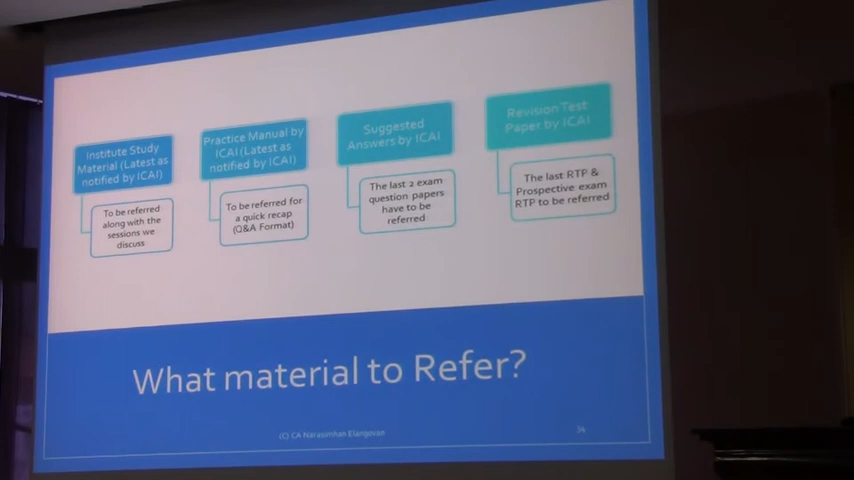 Institute Study
Material (Latest as
notified by ICAI)
To be referred
along with the
sessions we
discuss
Practice Manual by
ICAI (Latest as
notified by ICAI)
To be referred for
a quick recap
(Q&A Format)
Suggested
Answers by ICAI
The last 2 exam
question papers
have to be
referred
Revision Test
Paper by ICAI
The last RTP &
Prospective exam
RTP to be referred
What material to Refer?
(C) CA Narasimhan Elangovan
34